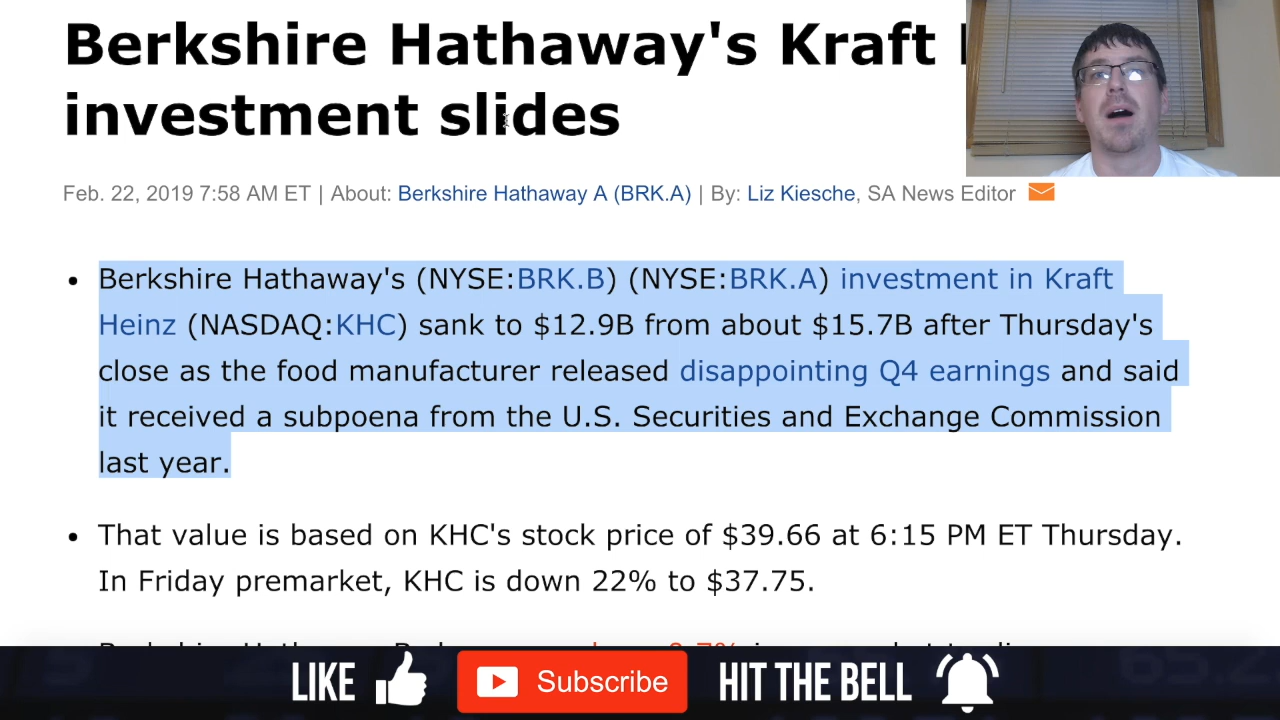 Berkshire Hathaway's Kraft
investment slides
Feb. 22, 2019 7:58 AM ET | About: Berkshire Hathaway A (BRK.A) | By: Liz Kiesche, SA News Editor
• Berkshire Hathaway's (NYSE:BRK.B) (NYSE:BRK.A) investment in Kraft
Heinz (NASDAQ:KHC) sank to $12.9B from about $15.7B after Thursday's
close as the food manufacturer released disappointing Q4 earnings and said
it received a subpoena from the U.S. Securities and Exchange Commission
last year.
• That value is based on KHC's stock price of $39.66 at 6:15 PM ET Thursday.
In Friday premarket, KHC is down 22% to $37.75.
LIKE Subscribe HIT THE BELL